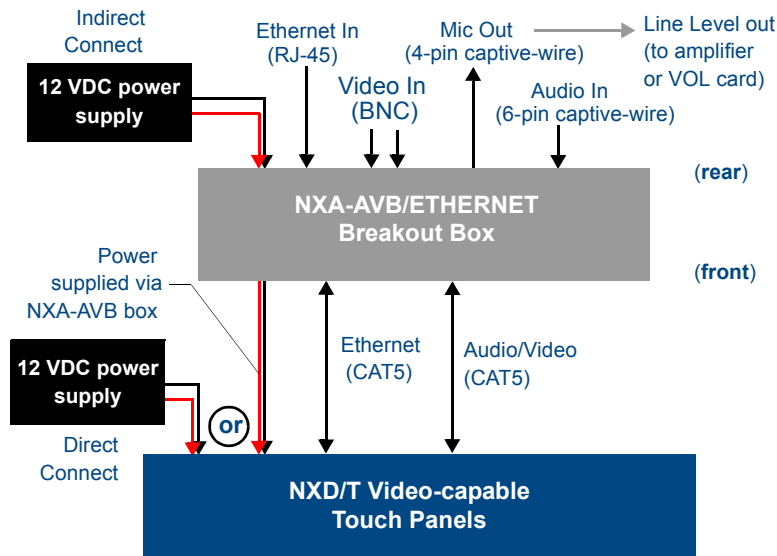 Indirect
Connect
12 VDC power
supply
Ethernet In
(RJ-45)
Video In
(BNC)
Mic Out
(4-pin captive-wire)
Line Level out
(to amplifier
or VOL card)
Audio In
(6-pin captive-wire)
(rear)
NXA-AVB/ETHERNET
Breakout Box
(front)
Power
supplied via
NXA-AVB box
Ethernet
(CAT5)
Audio/Video
(CAT5)
12 VDC power
supply
or
Direct
Connect
NXD/T Video-capable
Touch Panels